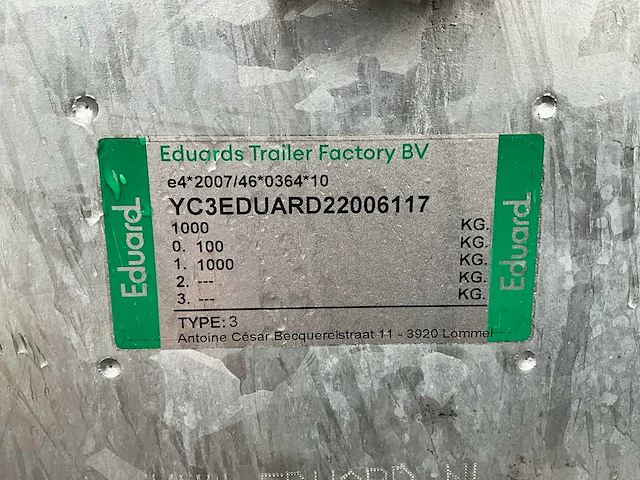 Eduards Trailer Factory BV
e4*2007/46*0364*10
YC3EDUARD22006117
1000 KG.
0. 100 KG.
1. 1000 KG.
2. --- KG.
3. --- KG.
TYPE: 3
Antoine César Becquerelstraat 11 - 3920 Lommel
Eduard
Eduard